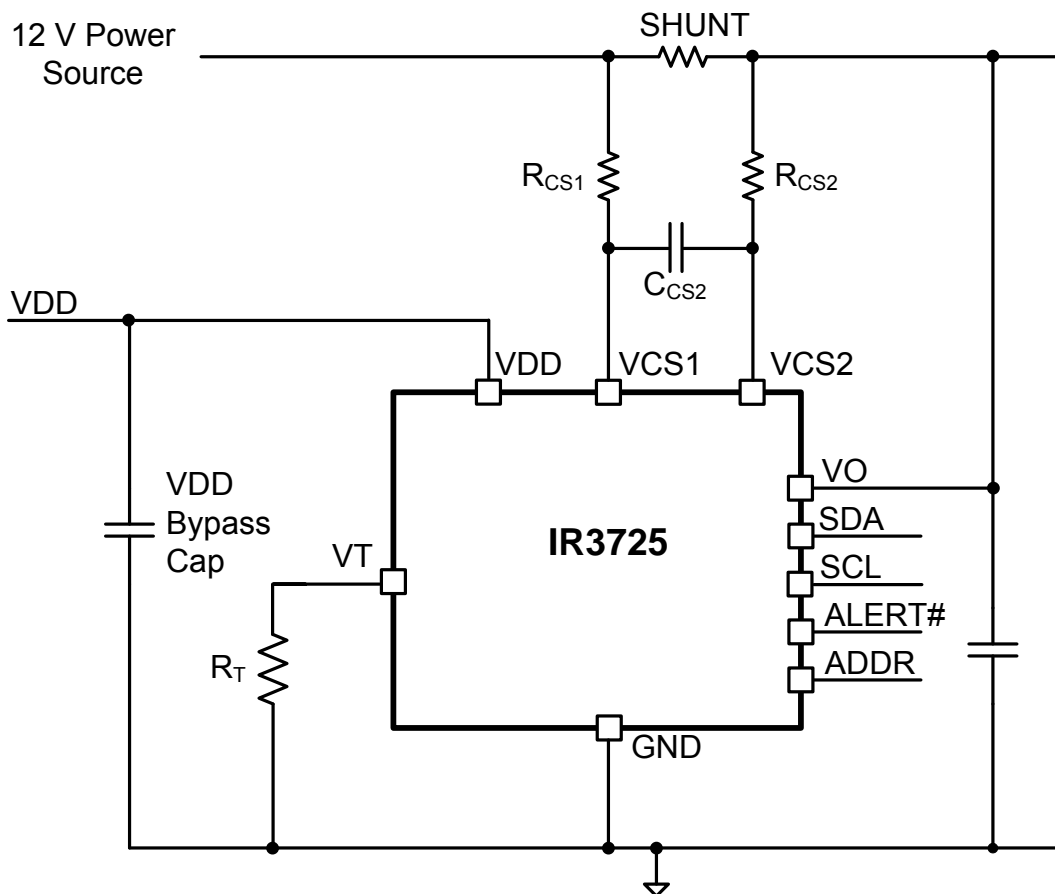 12 V Power
Source
SHUNT
RCS1
RCS2
CCS2
VDD
VDD
VCS1
VCS2
VDD
Bypass
Cap
VT
RT
IR3725
VO
SDA
SCL
ALERT#
ADDR
GND